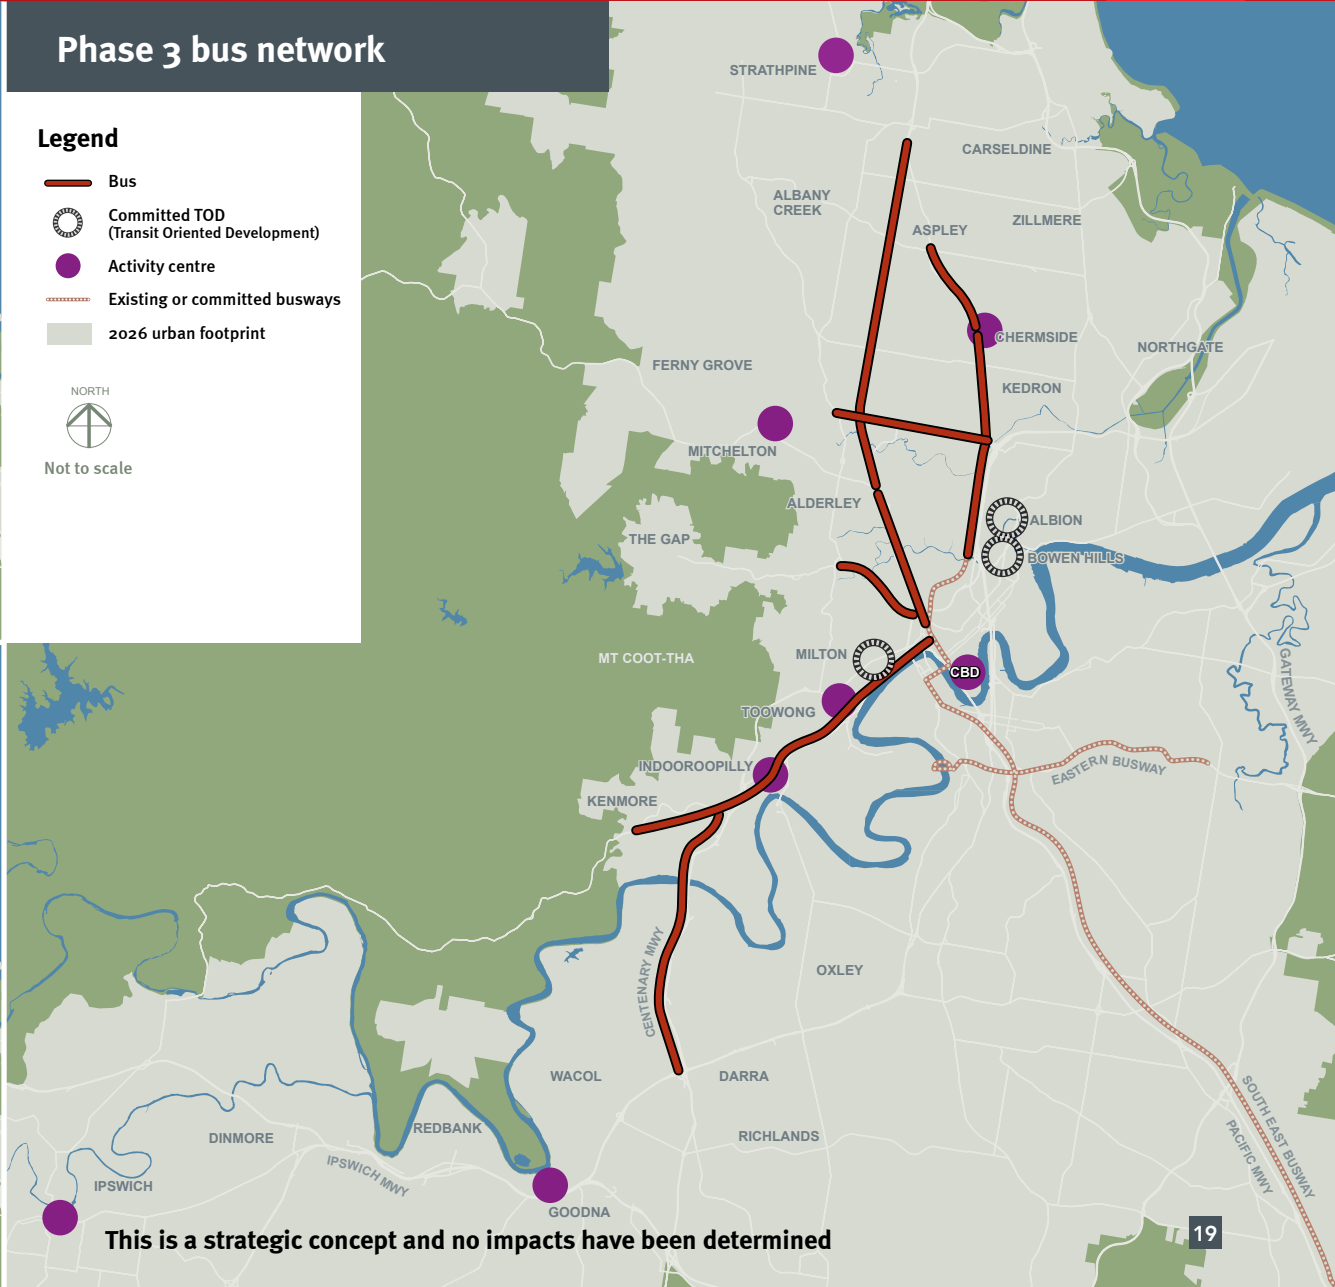 Phase 3 bus network
Legend
Bus
Committed TOD
(Transit Oriented Development)
Activity centre
Existing or committed busways
2026 urban footprint
NORTH
Not to scale
STRATHPINE
CARSELDINE
ALBANY
CREEK
ZILLMERE
ASPLEY
CHERMSIDE
NORTHGATE
FERNY GROVE
KEDRON
MITCHELTON
ALDERLEY
ALBION
THE GAP
BOWEN HILLS
MT COOT-THA
MILTON
CBD
GATEWAY MWY
TOOWONG
INDOOROOPILLY
EASTERN BUSWAY
KENMORE
CENTENARY MWY
OXLEY
WACOL
DARRA
SOUTH EAST BUSWAY
PACIFIC MWY
REDBANK
DINMORE
RICHLANDS
IPSWICH MWY
IPSWICH
GOODNA
This is a strategic concept and no impacts have been determined
19